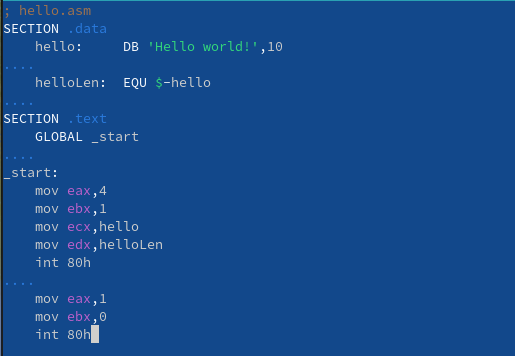 ; hello.asm
SECTION .data
    hello:     DB 'Hello world!',10
....
    helloLen:  EQU $-hello
....
SECTION .text
    GLOBAL _start
....
_start:
    mov eax,4
    mov ebx,1
    mov ecx,hello
    mov edx,helloLen
    int 80h
....
    mov eax,1
    mov ebx,0
    int 80h